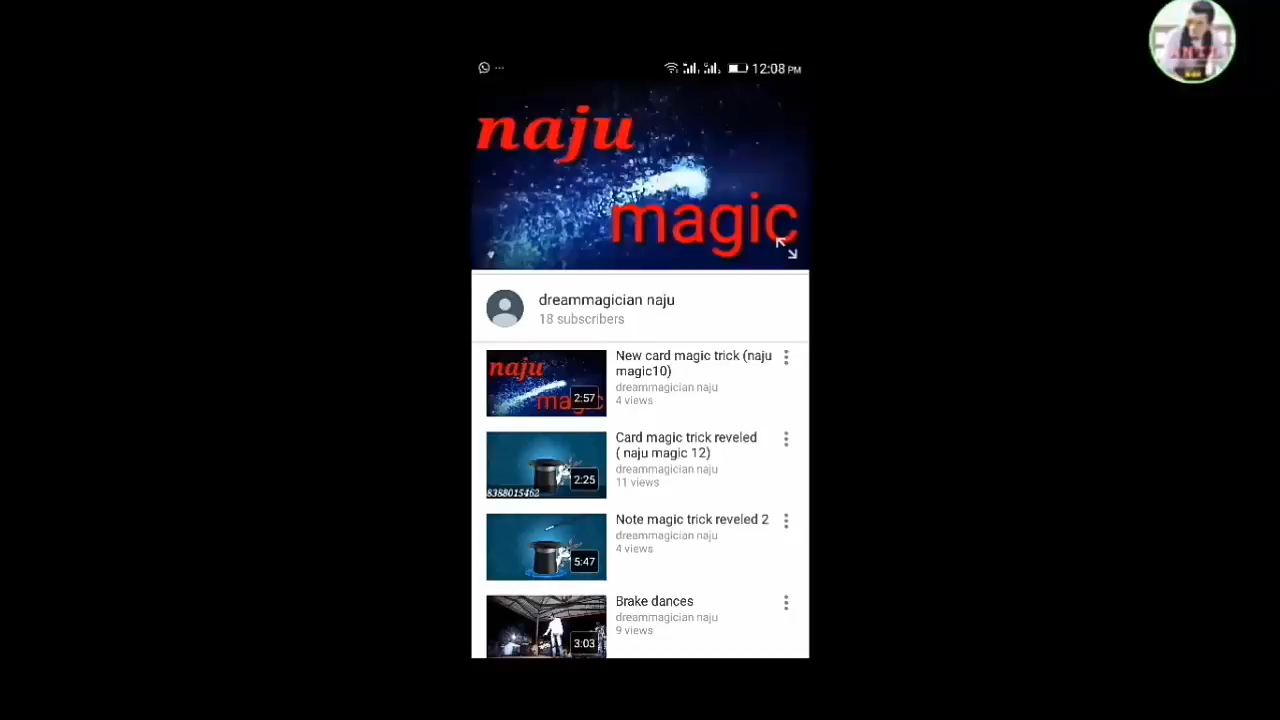 12:08 PM
naju
magic
dreammagician naju
18 subscribers
naju
magic
2:57
New card magic trick (naju
magic10)
dreammagician naju
4 views
8388015462
2:25
Card magic trick reveled
( naju magic 12)
dreammagician naju
11 views
5:47
Note magic trick reveled 2
dreammagician naju
4 views
3:03
Brake dances
dreammagician naju
9 views